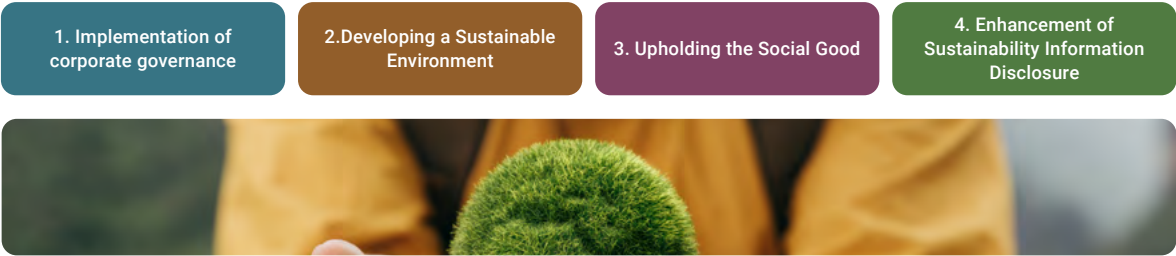 1. Implementation of
corporate governance
2.Developing a Sustainable
Environment
3. Upholding the Social Good
4. Enhancement of
Sustainability Information
Disclosure